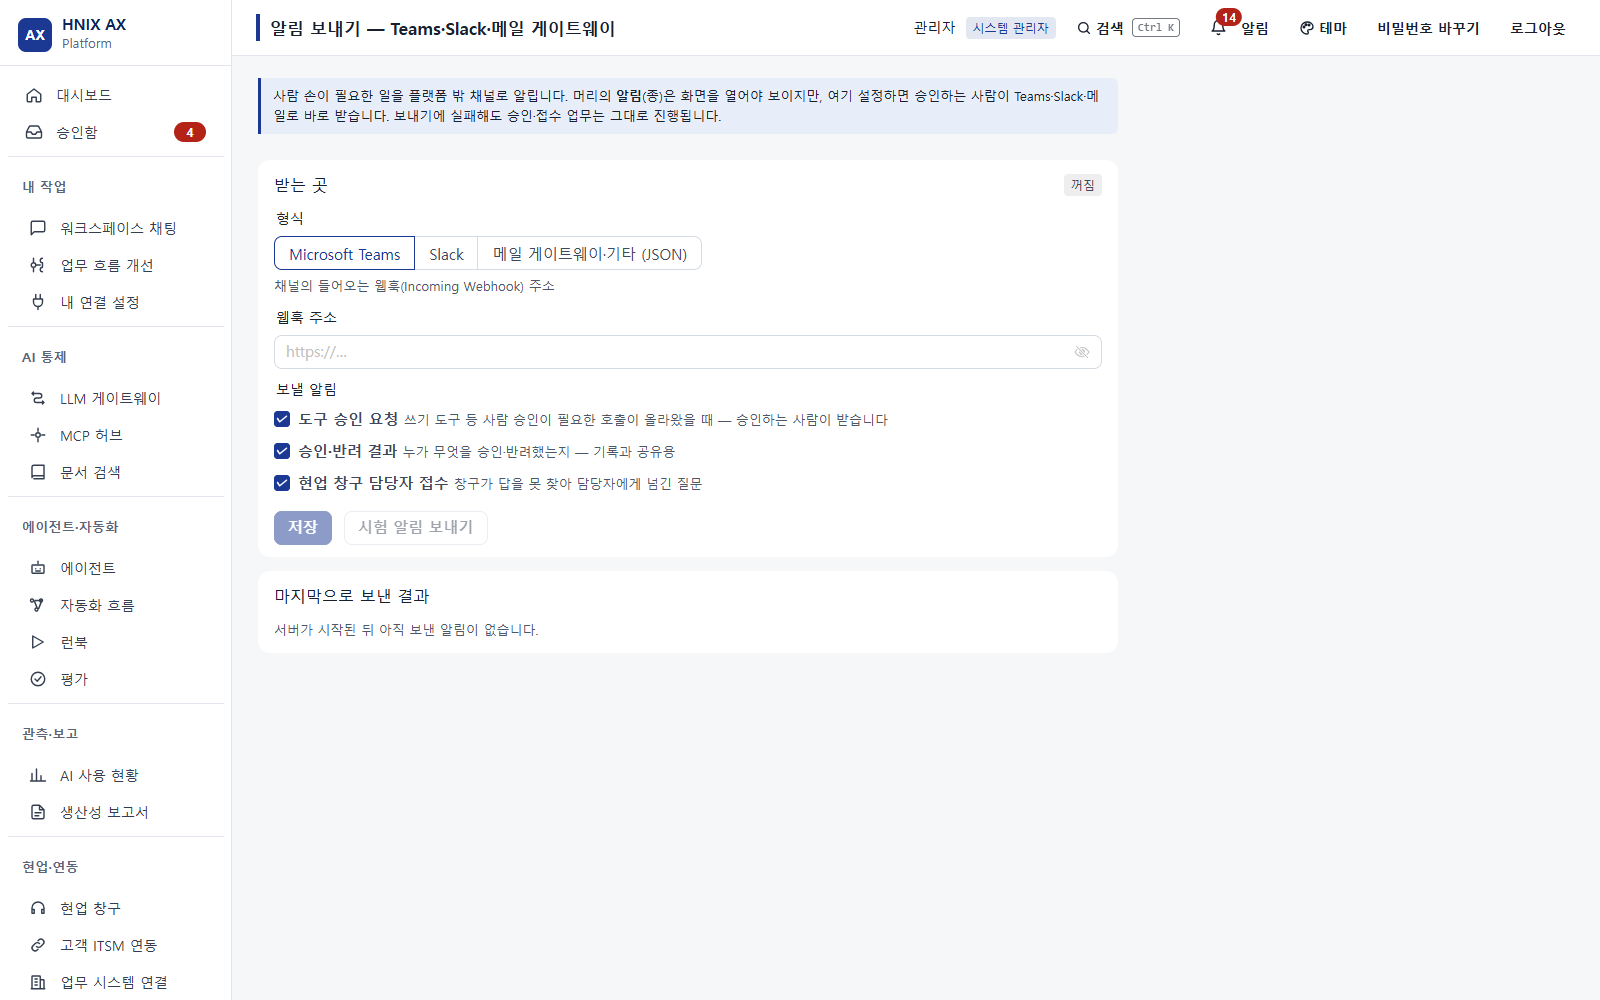 AX
HNIX AX
Platform
대시보드
승인함
4
내 작업
워크스페이스 채팅
업무 흐름 개선
내 연결 설정
AI 통제
LLM 게이트웨이
MCP 허브
문서 검색
에이전트·자동화
에이전트
자동화 흐름
런북
평가
관측·보고
AI 사용 현황
생산성 보고서
현업·연동
현업 창구
고객 ITSM 연동
업무 시스템 연결
알림 보내기 — Teams·Slack·메일 게이트웨이
관리자
시스템 관리자
검색
Ctrl K
14
알림
테마
비밀번호 바꾸기
로그아웃
사람 손이 필요한 일을 플랫폼 밖 채널로 알립니다. 머리의 알림(종)은 화면을 열어야 보이지만, 여기 설정하면 승인하는 사람이 Teams·Slack·메
일로 바로 받습니다. 보내기에 실패해도 승인·접수 업무는 그대로 진행됩니다.
받는 곳
꺼짐
형식
Microsoft Teams
Slack
메일 게이트웨이·기타 (JSON)
채널의 들어오는 웹훅(Incoming Webhook) 주소
웹훅 주소
https://...
보낼 알림
도구 승인 요청 쓰기 도구 등 사람 승인이 필요한 호출이 올라왔을 때 — 승인하는 사람이 받습니다
승인·반려 결과 누가 무엇을 승인·반려했는지 — 기록과 공유용
현업 창구 담당자 접수 창구가 답을 못 찾아 담당자에게 넘긴 질문
저장
시험 알림 보내기
마지막으로 보낸 결과
서버가 시작된 뒤 아직 보낸 알림이 없습니다.